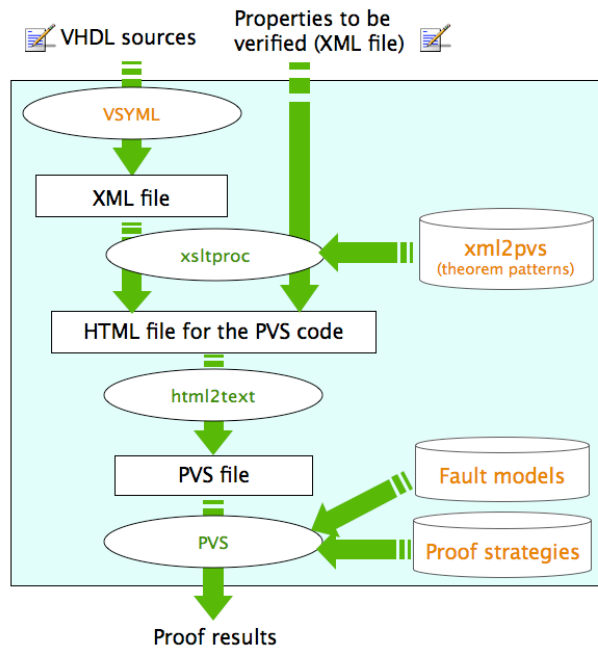 VHDL sources
Properties to be
verified (XML file)
VSYML
XML file
xsltproc
xml2pvs
(theorem patterns)
HTML file for the PVS code
html2text
PVS file
Fault models
PVS
Proof strategies
Proof results